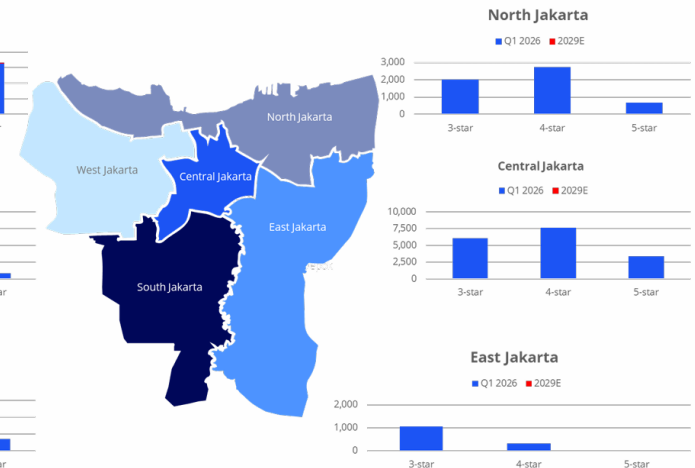 North Jakarta
Q1 2026 2029E
3,000
2,000
1,000
0
3-star 4-star 5-star
North Jakarta
West Jakarta
Central Jakarta
East Jakarta
South Jakarta
Central Jakarta
Q1 2026 2029E
10,000
7,500
5,000
2,500
0
3-star 4-star 5-star
East Jakarta
Q1 2026 2029E
2,000
1,000
0
3-star 4-star 5-star
ar
ar